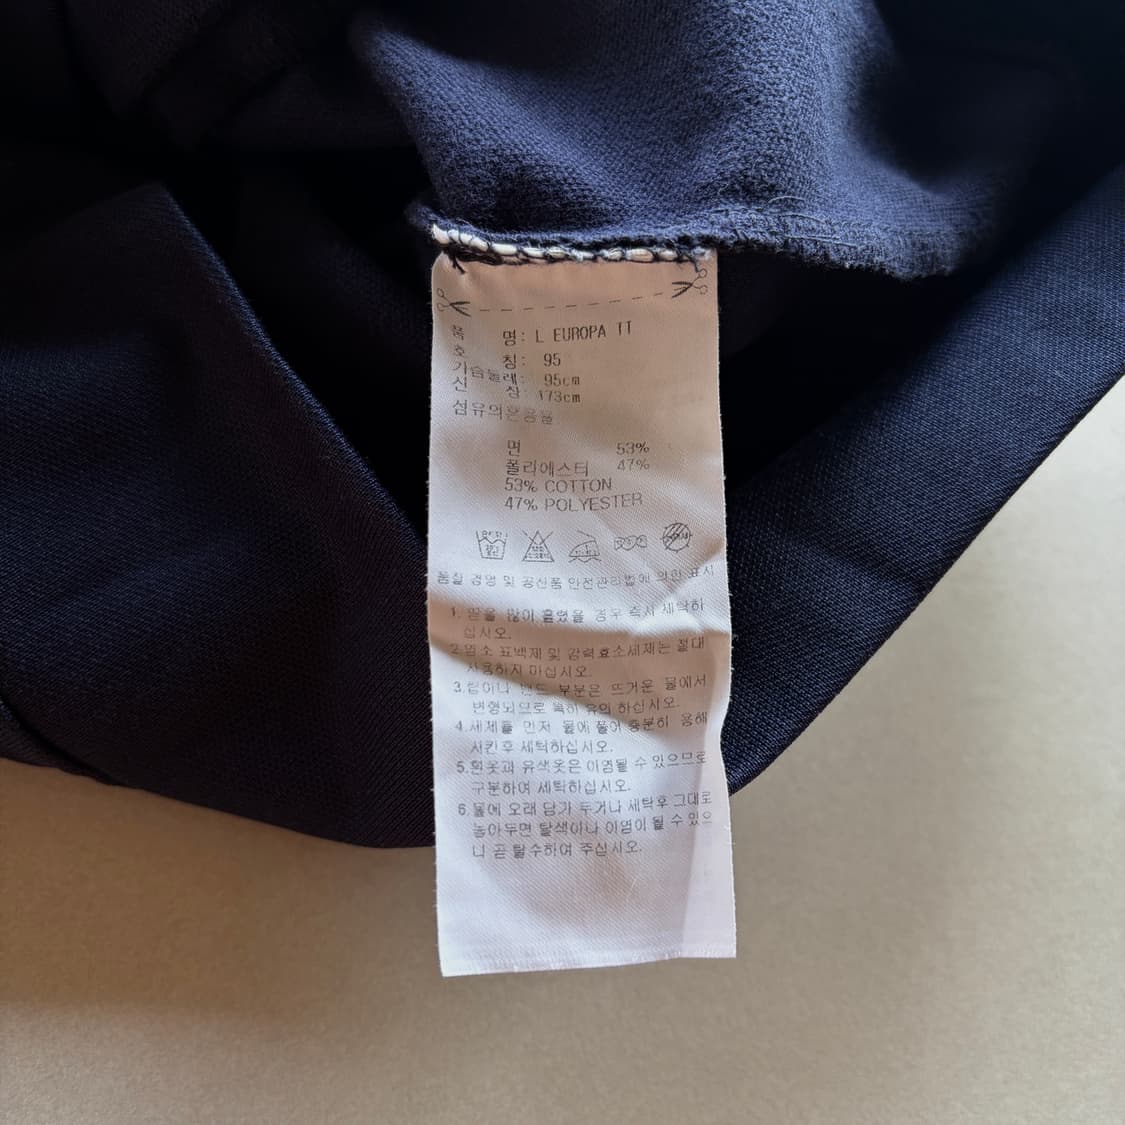 품 명: L EUROPA TT
호 칭: 95
가슴둘레: 95cm
신 장: 173cm
섬유의혼용률
면 53%
폴리에스터 47%
53% COTTON
47% POLYESTER
품질 경영 및 공산품 안전관리법에 의한 표시
1. 땀을 많이 흘렸을 경우 즉시 세탁하
십시오.
2.염소 표백제 및 강력효소세제는 절대
사용하지 마십시오.
3.립이나 밴드 부분은 뜨거운 물에서
변형되므로 특히 유의 하십시오.
4.세제를 먼저 물에 풀어 충분히 용해
시킨후 세탁하십시오.
5.흰옷과 유색옷은 이염될 수 있으므로
구분하여 세탁하십시오.
6.물에 오래 담가 두거나 세탁후 그대로
놓아두면 탈색이나 이염이 될 수 있으
니 곧 탈수하여 주십시오.